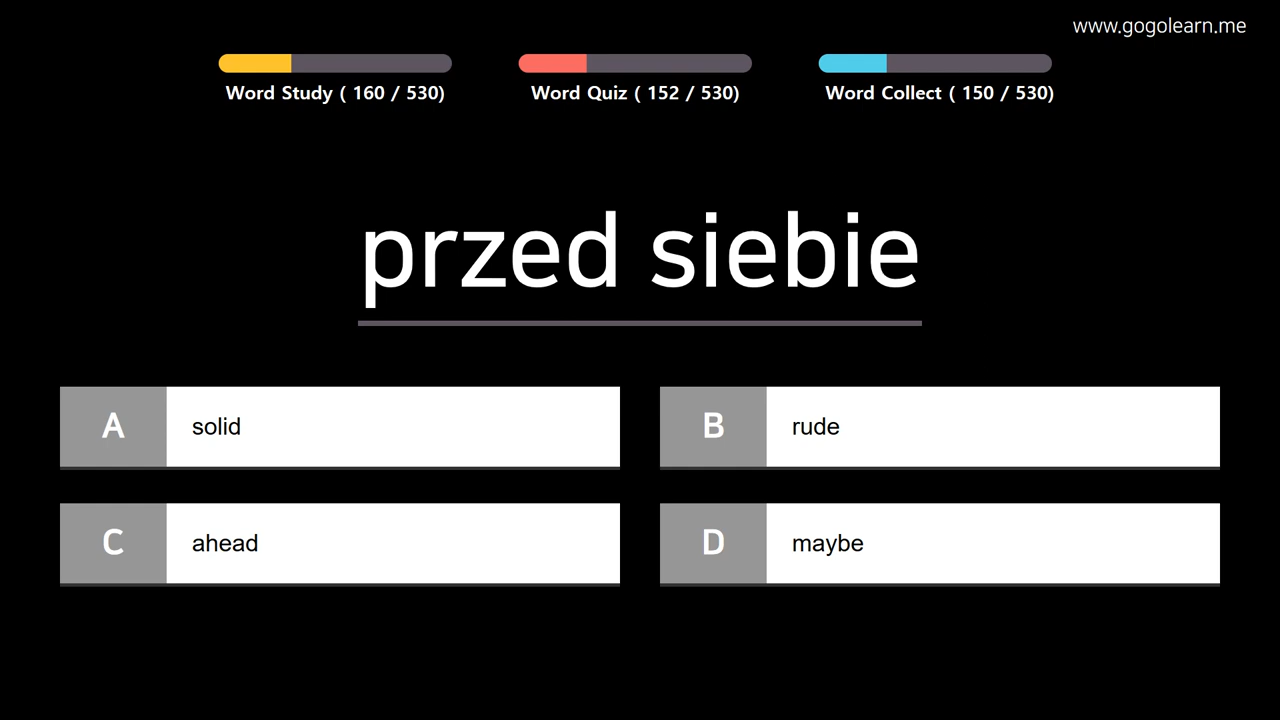 www.gogolearn.me
Word Study ( 160 / 530)
Word Quiz ( 152 / 530)
Word Collect ( 150 / 530)
przed siebie
A solid
B rude
C ahead
D maybe